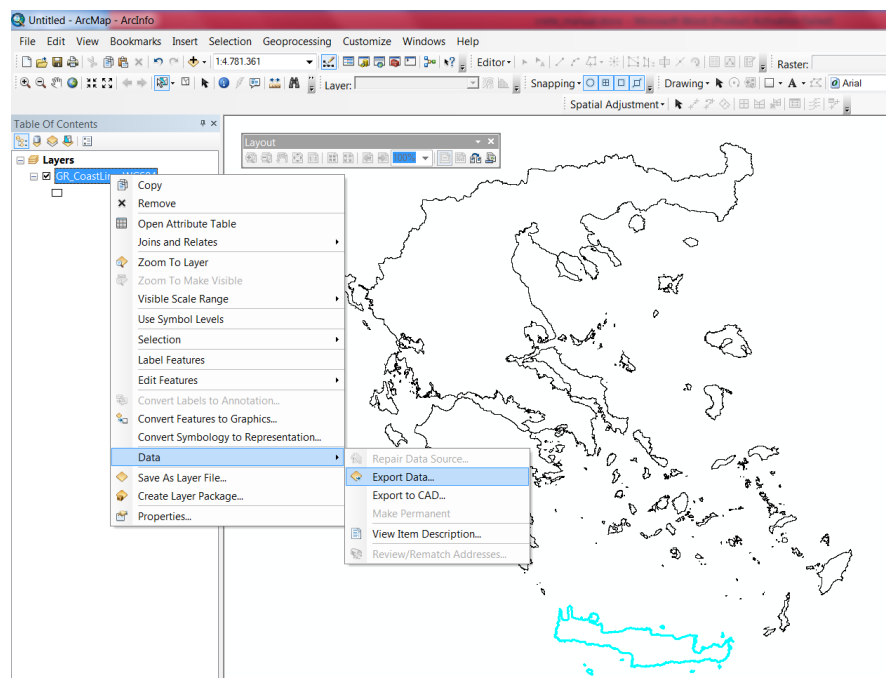 Untitled - ArcMap - ArcInfo
File Edit View Bookmarks Insert Selection Geoprocessing Customize Windows Help
1:4.781.361 Editor Raster:
Layer: Snapping Drawing A Arial
Spatial Adjustment
Table Of Contents
Layout
100%
Layers
GR_CoastLine_WGS84
Copy
Remove
Open Attribute Table
Joins and Relates
Zoom To Layer
Zoom To Make Visible
Visible Scale Range
Use Symbol Levels
Selection
Label Features
Edit Features
Convert Labels to Annotation...
Convert Features to Graphics...
Convert Symbology to Representation...
Data
Save As Layer File...
Create Layer Package...
Properties...
Repair Data Source...
Export Data...
Export to CAD...
Make Permanent
View Item Description...
Review/Rematch Addresses...